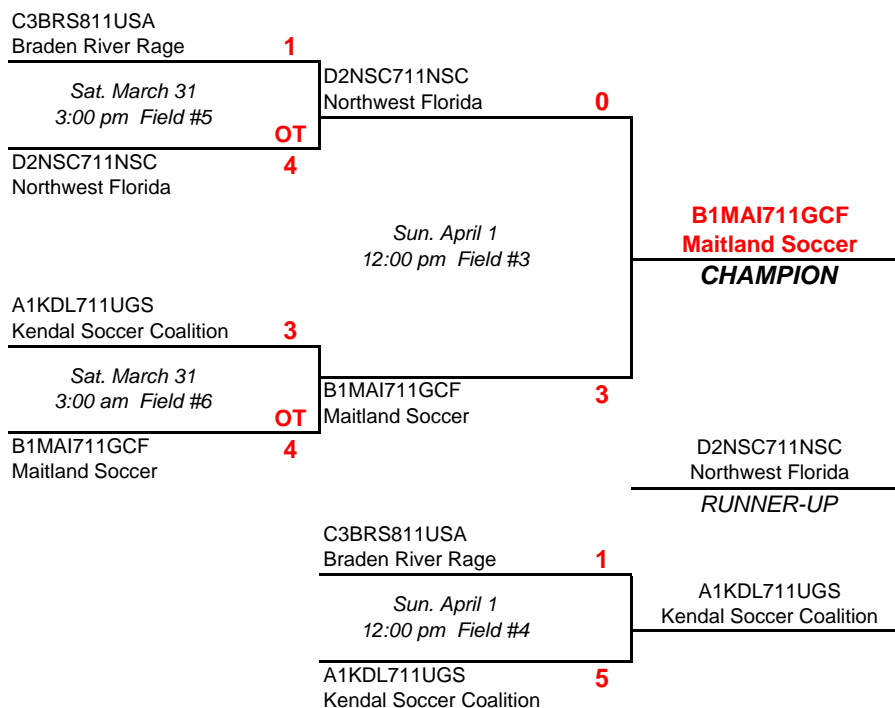 C3BRS811USA
Braden River Rage 1
Sat. March 31
3:00 pm Field #5
OT
D2NSC711NSC 4
Northwest Florida
D2NSC711NSC
Northwest Florida 0
Sun. April 1
12:00 pm Field #3
B1MAI711GCF
Maitland Soccer
CHAMPION
A1KDL711UGS
Kendal Soccer Coalition 3
Sat. March 31
3:00 am Field #6
OT
B1MAI711GCF 4
Maitland Soccer
B1MAI711GCF 3
Maitland Soccer
D2NSC711NSC
Northwest Florida
RUNNER-UP
C3BRS811USA
Braden River Rage 1
Sun. April 1
12:00 pm Field #4
A1KDL711UGS 5
Kendal Soccer Coalition
A1KDL711UGS
Kendal Soccer Coalition